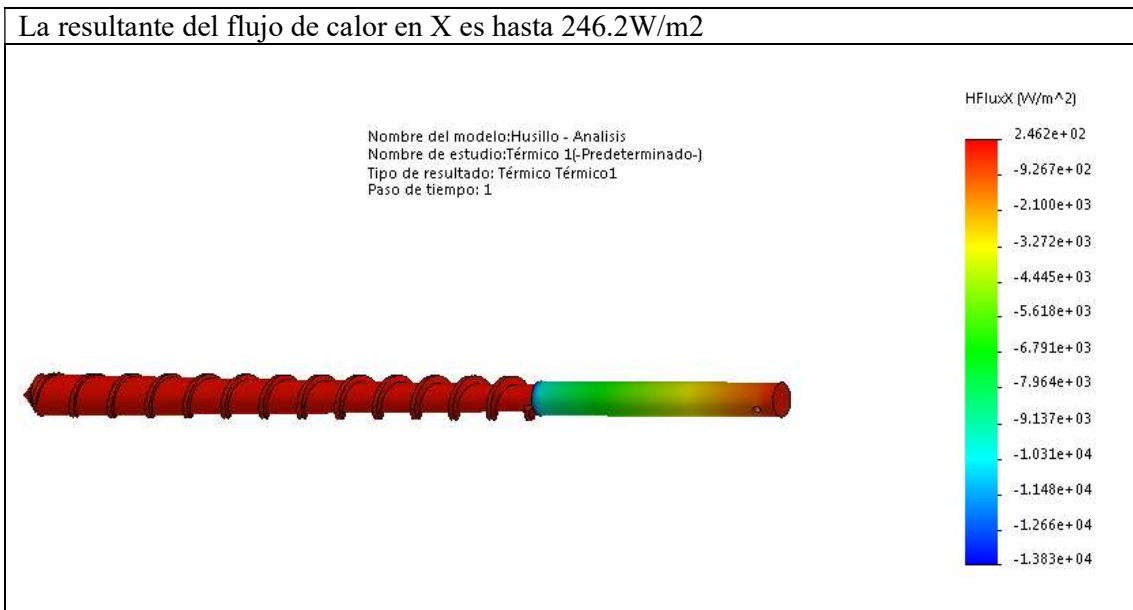 La resultante del flujo de calor en X es hasta 246.2W/m2
HFluxX (W/m^2)
Nombre del modelo:Husillo - Analisis
Nombre de estudio:Térmico 1(-Predeterminado-)
Tipo de resultado: Térmico Térmico1
Paso de tiempo: 1
2.462e+02
-9.267e+02
-2.100e+03
-3.272e+03
-4.445e+03
-5.618e+03
-6.791e+03
-7.964e+03
-9.137e+03
-1.031e+04
-1.148e+04
-1.266e+04
-1.383e+04